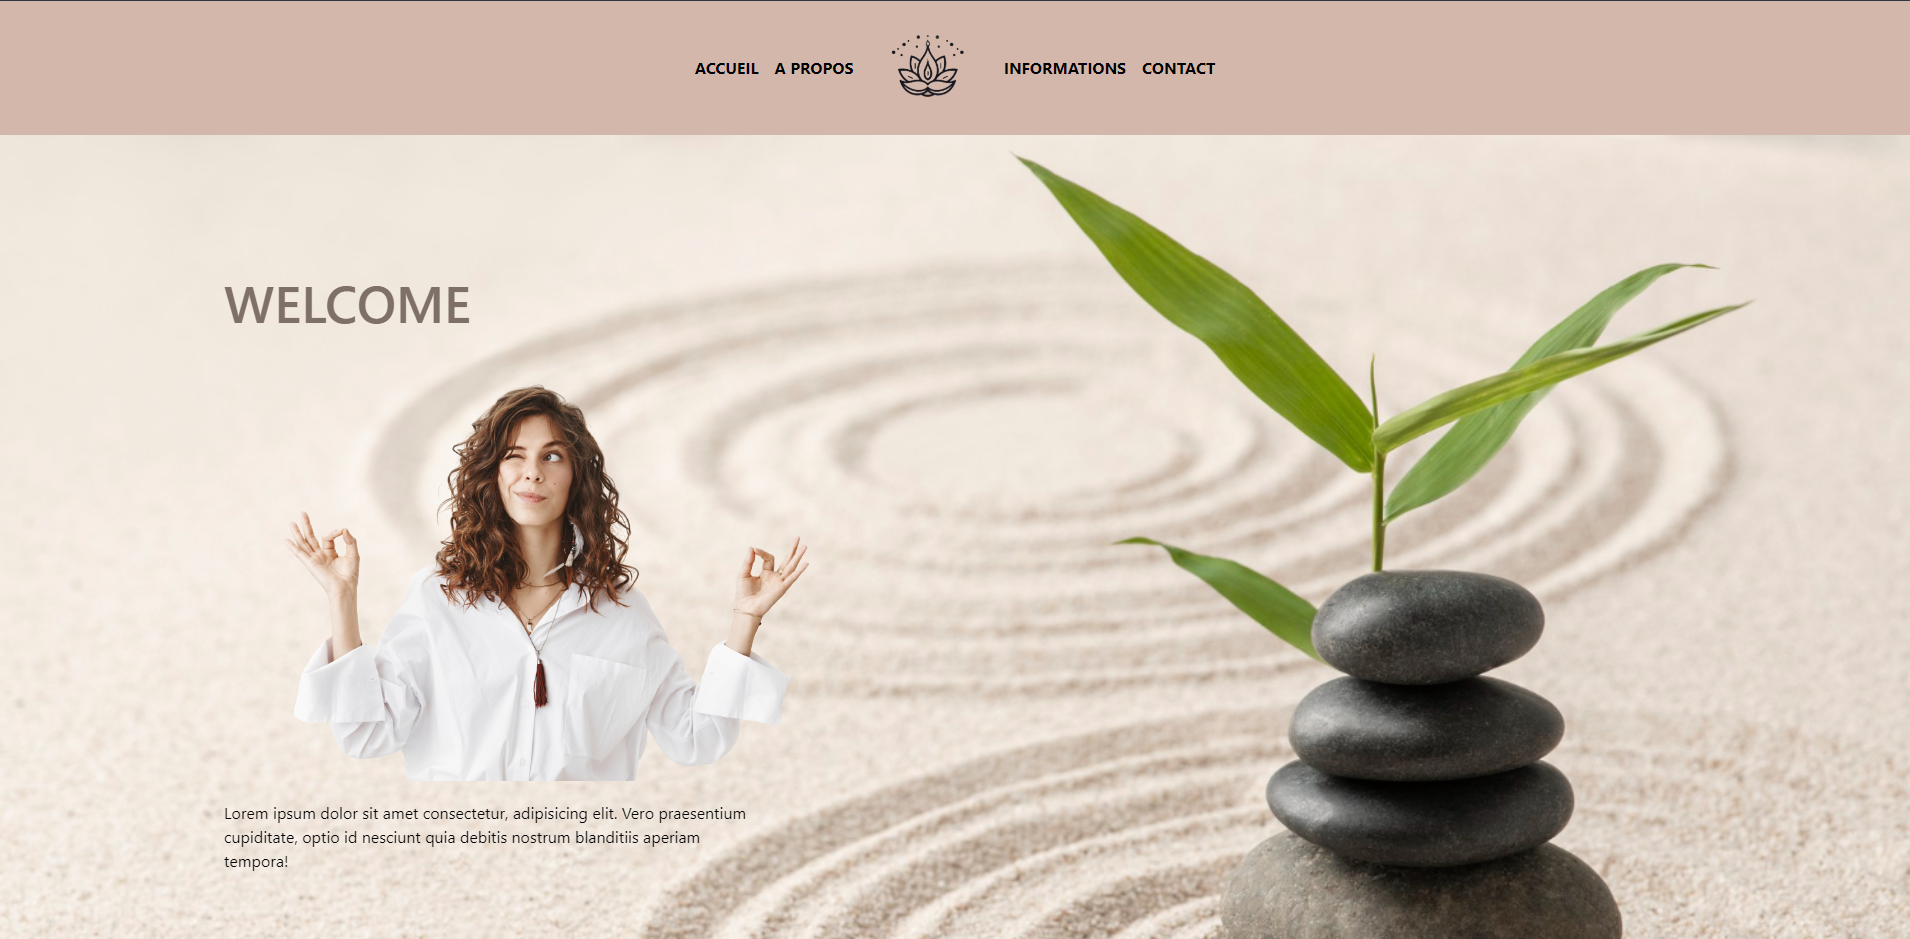 ACCUEIL A PROPOS INFORMATIONS CONTACT
WELCOME
Lorem ipsum dolor sit amet consectetur, adipisicing elit. Vero praesentium
cupiditate, optio id nesciunt quia debitis nostrum blanditiis aperiam
tempora!